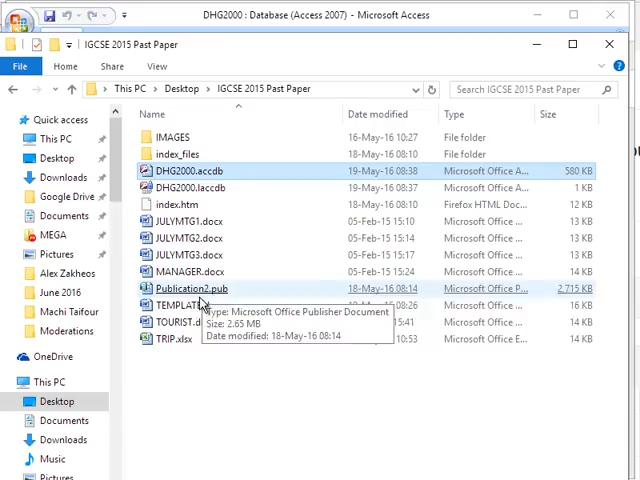 DHG2000 : Database (Access 2007) - Microsoft Access
IGCSE 2015 Past Paper
File Home Share View
This PC Desktop IGCSE 2015 Past Paper Search IGCSE 2015 Past Paper
Name Date modified Type Size
Quick access
This PC
Desktop
Downloads
Google Drive
Documents
MEGA
Pictures
Alex Zakheos
June 2016
Machi Taifour
Moderations
OneDrive
This PC
Desktop
Documents
Downloads
Music
Pictures
IMAGES 16-May-16 10:27 File folder
index_files 18-May-16 08:10 File folder
DHG2000.accdb 19-May-16 08:38 Microsoft Office A... 580 KB
DHG2000.laccdb 19-May-16 08:37 Microsoft Office A... 1 KB
index.htm 18-May-16 08:10 Firefox HTML Doc... 12 KB
JULYMTG1.docx 05-Feb-15 15:10 Microsoft Office ... 13 KB
JULYMTG2.docx 05-Feb-15 15:14 Microsoft Office ... 13 KB
JULYMTG3.docx 05-Feb-15 15:17 Microsoft Office ... 13 KB
MANAGER.docx 05-Feb-15 15:10 Microsoft Office ... 14 KB
Publication2.pub 18-May-16 08:14 Microsoft Office P... 2,715 KB
-16 08:26 Microsoft Office ... 16 KB
15:41 Microsoft Office ... 14 KB
TRIP.xlsx 10:53 Microsoft Office E... 14 KB
Type: Microsoft Office Publisher Document
Size: 2.65 MB
Date modified: 18-May-16 08:14